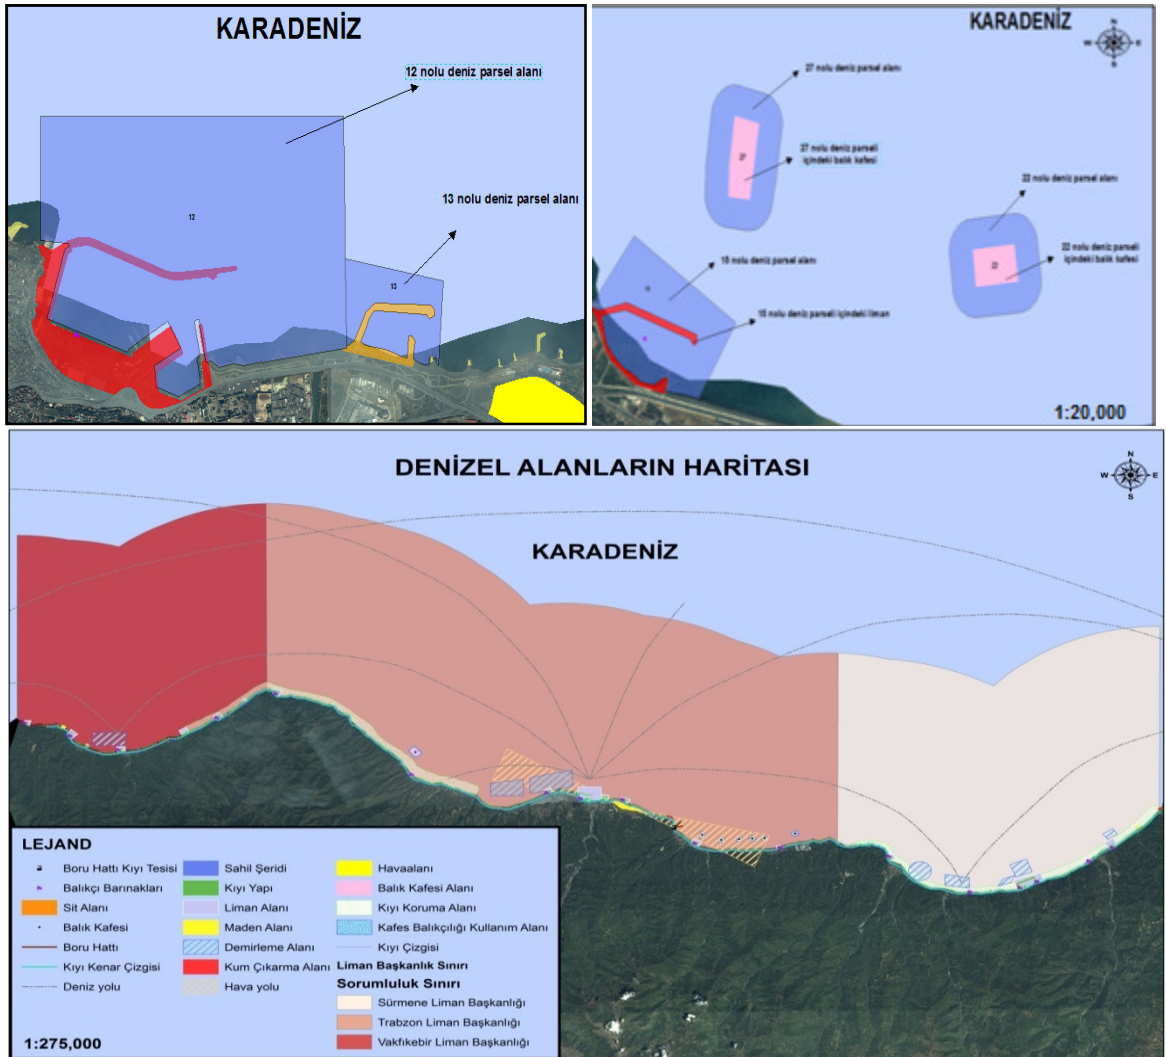 KARADENİZ
12 nolu deniz parsel alanı
13 nolu deniz parsel alanı
12
13
KARADENİZ
N
W
E
S
27 nolu deniz parsel alanı
27
27 nolu deniz parseli
içindeki balık kafesi
22 nolu deniz parsel alanı
22 nolu deniz parseli
içindeki balık kafesi
15 nolu deniz parsel alanı
15 nolu deniz parseli içindeki liman
1:20,000
DENİZEL ALANLARIN HARİTASI
N
W
E
S
KARADENİZ
LEJAND
Boru Hattı Kıyı Tesisi
Balıkçı Barınakları
Sit Alanı
Balık Kafesi
Boru Hattı
Kıyı Kenar Çizgisi
Deniz yolu
Sahil Şeridi
Kıyı Yapı
Liman Alanı
Maden Alanı
Demirleme Alanı
Kum Çıkarma Alanı
Hava yolu
Havaalanı
Balık Kafesi Alanı
Kıyı Koruma Alanı
Kafes Balıkçılığı Kullanım Alanı
Kıyı Çizgisi
Liman Başkanlık Sınırı
Sorumluluk Sınırı
Sürmene Liman Başkanlığı
Trabzon Liman Başkanlığı
Vakfıkebir Liman Başkanlığı
1:275,000